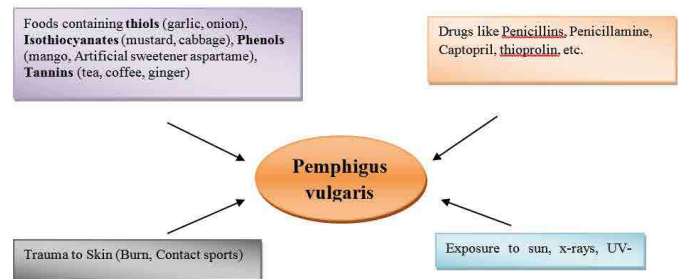 Foods containing thiols (garlic, onion),
Isothiocyanates (mustard, cabbage), Phenols
(mango, Artificial sweetener aspartame),
Tannins (tea, coffee, ginger)
Drugs like Penicillins, Penicillamine,
Captopril, thioprolin, etc.
Pemphigus
vulgaris
Trauma to Skin (Burn, Contact sports)
Exposure to sun, x-rays, UV-